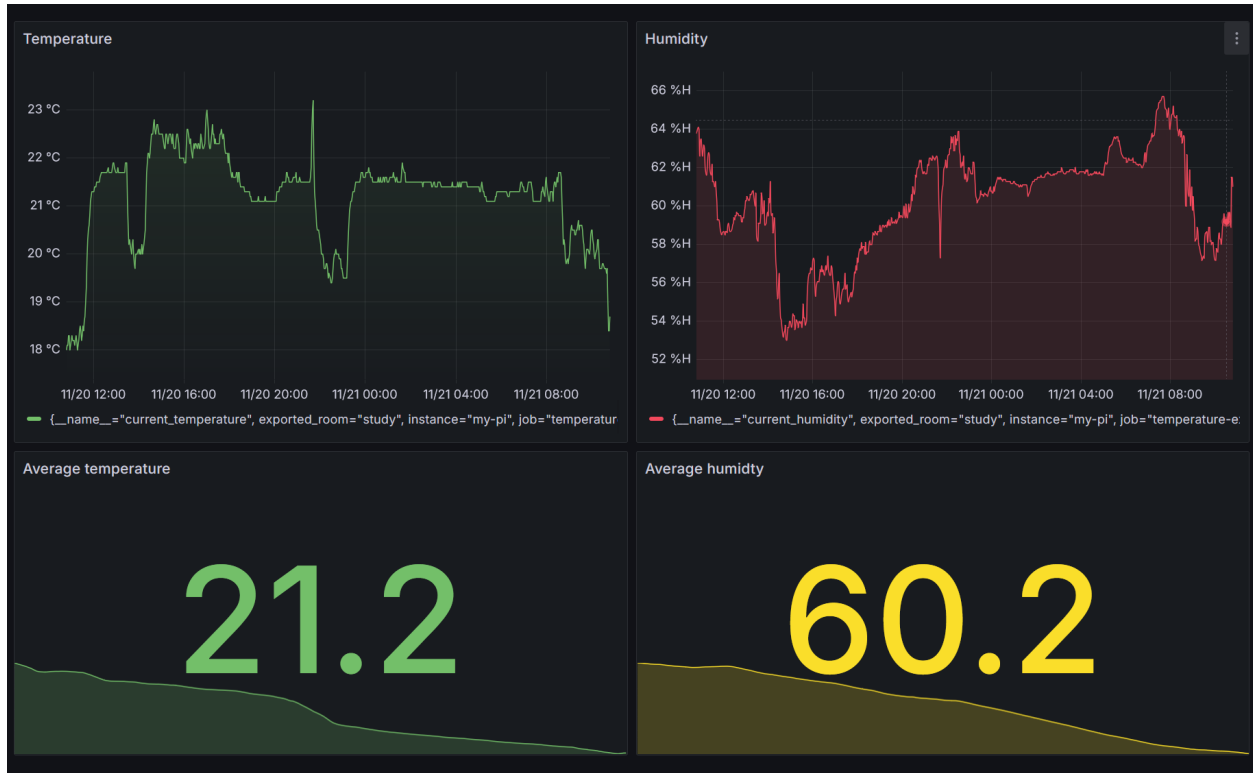 Temperature
23 °C
22 °C
21 °C
20 °C
19 °C
18 °C
11/20 12:00 11/20 16:00 11/20 20:00 11/21 00:00 11/21 04:00 11/21 08:00
{__name__="current_temperature", exported_room="study", instance="my-pi", job="temperatur
Humidity
66 %H
64 %H
62 %H
60 %H
58 %H
56 %H
54 %H
52 %H
11/20 12:00 11/20 16:00 11/20 20:00 11/21 00:00 11/21 04:00 11/21 08:00
{__name__="current_humidity", exported_room="study", instance="my-pi", job="temperature-e
Average temperature
21.2
Average humidty
60.2